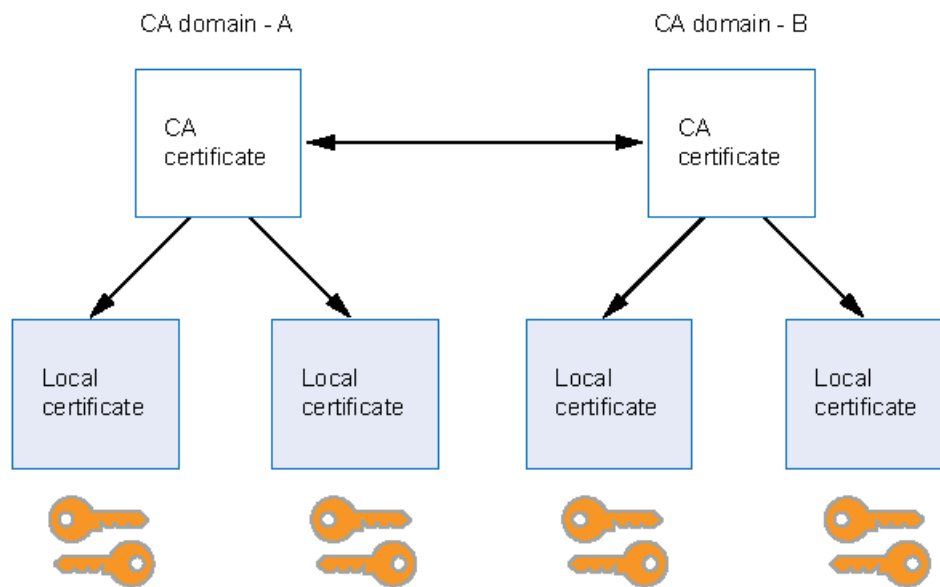 CA domain - A
CA domain - B
CA
certificate
CA
certificate
Local
certificate
Local
certificate
Local
certificate
Local
certificate